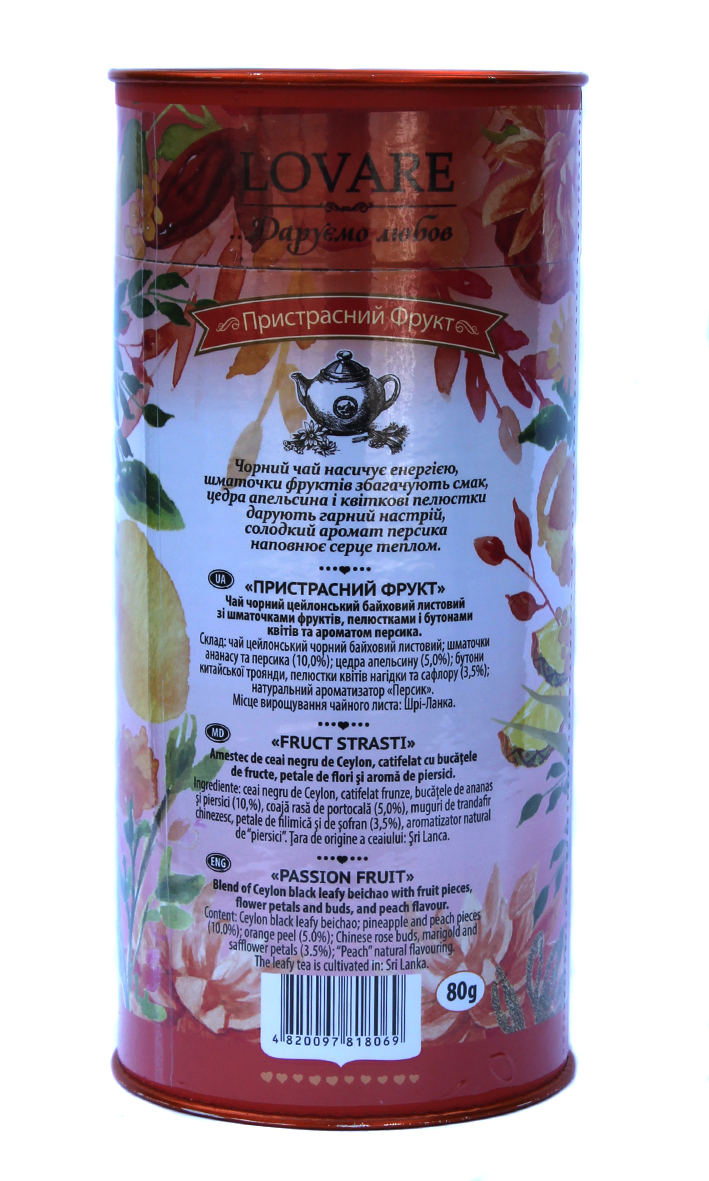 LOVARE
...Даруємо любов
Пристрасний Фрукт
Чорний чай насичує енергією,
шматочки фруктів збагачують смак,
цедра апельсина і квіткові пелюстки
дарують гарний настрій,
солодкий аромат персика
наповнює серце теплом.
UA
«ПРИСТРАСНИЙ ФРУКТ»
Чай чорний цейлонський байховий листовий
зі шматочками фруктів, пелюстками і бутонами
квітів та ароматом персика.
Склад: чай цейлонський чорний байховий листовий; шматочки
ананасу та персика (10,0%); цедра апельсину (5,0%); бутони
китайської троянди, пелюстки квітів нагідки та сафлору (3,5%);
натуральний ароматизатор «Персик».
Місце вирощування чайного листа: Шрі-Ланка.
MD
«FRUCT STRASTI»
Amestec de ceai negru de Ceylon, catifelat cu bucățele
de fructe, petale de flori și aromă de piersici.
Ingrediente: ceai negru de Ceylon, catifelat frunze, bucățele de ananas
și piersici (10,%), coajă rasă de portocală (5,0%), muguri de trandafir
chinezesc, petale de filimică și de șofran (3,5%), aromatizator natural
de "piersici". Țara de origine a ceaiului: Șri Lanca.
ENG
«PASSION FRUIT»
Blend of Ceylon black leafy beichao with fruit pieces,
flower petals and buds, and peach flavour.
Content: Ceylon black leafy beichao; pineapple and peach pieces
(10.0%); orange peel (5.0%); Chinese rose buds, marigold and
safflower petals (3.5%); "Peach" natural flavouring.
The leafy tea is cultivated in: Sri Lanka.
80g
4 820097 818069